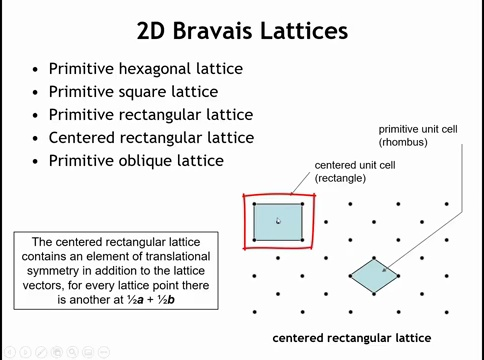 2D Bravais Lattices
• Primitive hexagonal lattice
• Primitive square lattice
• Primitive rectangular lattice
• Centered rectangular lattice
• Primitive oblique lattice
primitive unit cell
(rhombus)
centered unit cell
(rectangle)
The centered rectangular lattice
contains an element of translational
symmetry in addition to the lattice
vectors, for every lattice point there
is another at ½a + ½b
centered rectangular lattice